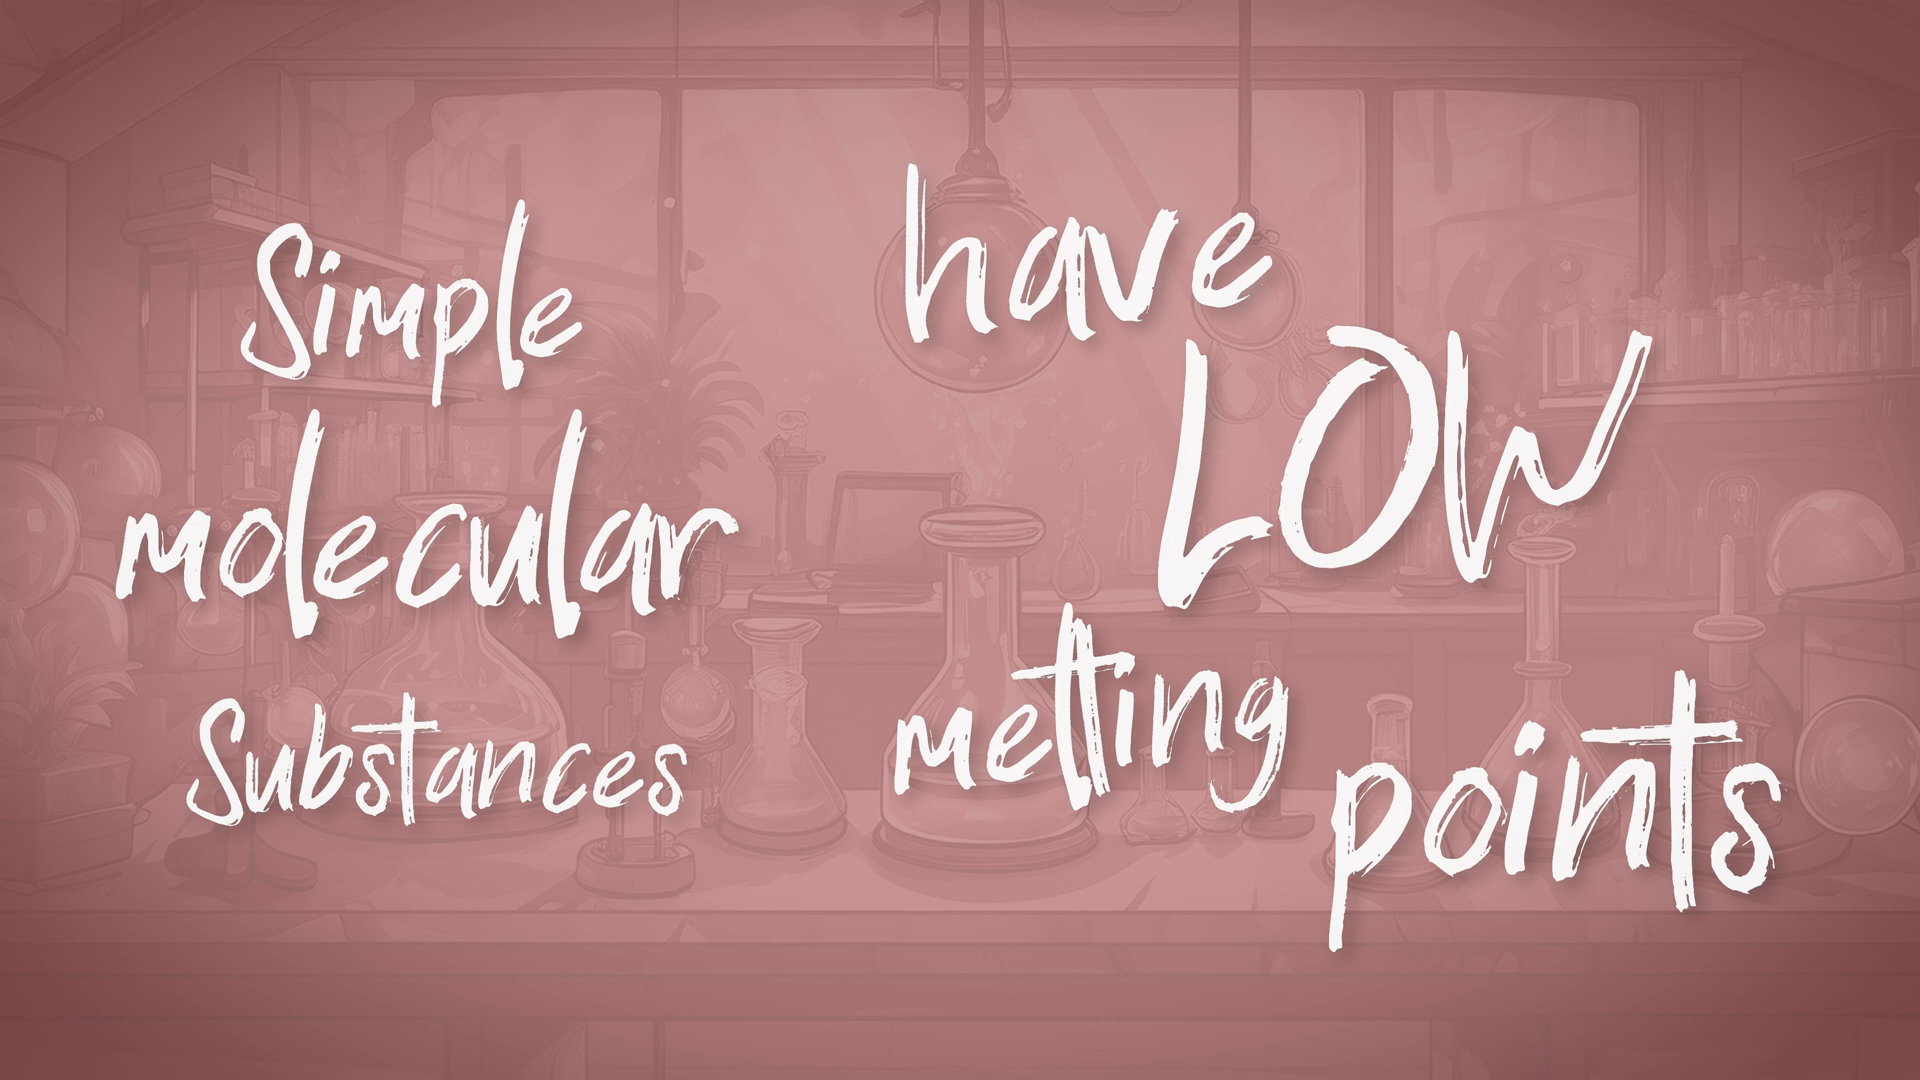 Simple
molecular
Substances
have
LOW
melting
points